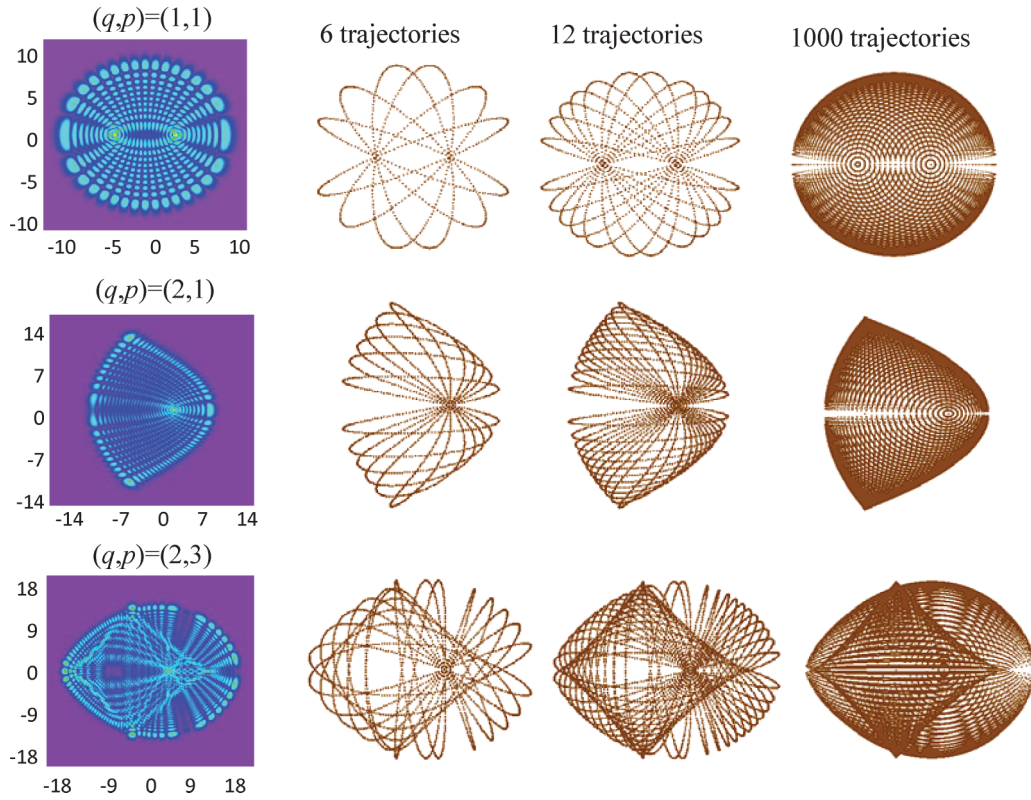 (q,p)=(1,1)
6 trajectories
12 trajectories
1000 trajectories
10
5
0
-5
-10
-10 -5 0 5 10
(q,p)=(2,1)
14
7
0
-7
-14
-14 -7 0 7 14
(q,p)=(2,3)
18
9
0
-9
-18
-18 -9 0 9 18